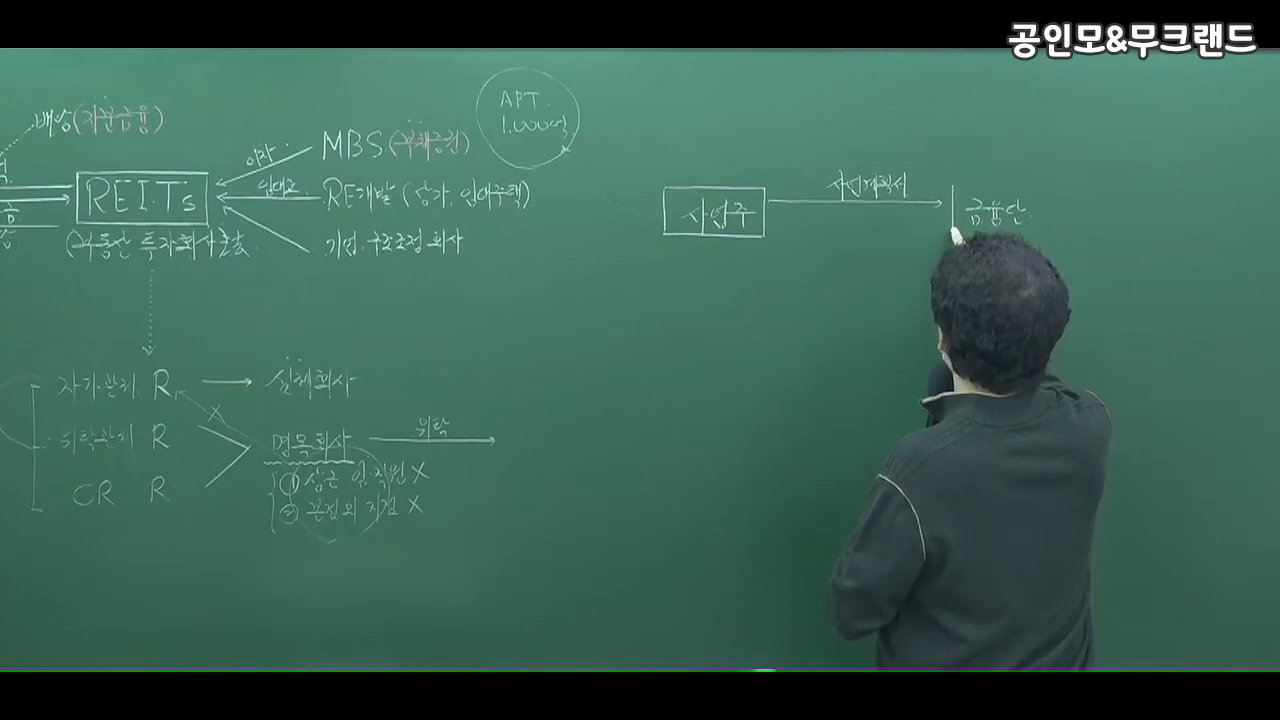 공인모&무크랜드
배당(지분금융)
APT.
1,000억
이자
MBS(부채증권)
REITs
임대료
RE개발 (상가, 임대주택)
(부동산 투자회사
기업 구조조정 회사
사업주
사업계획서
금융단
자기관리 R
실체회사
X
위탁관리 R
명목회사
위탁
CR R
① 상근 임·직원 X
② 본점외 지점 X